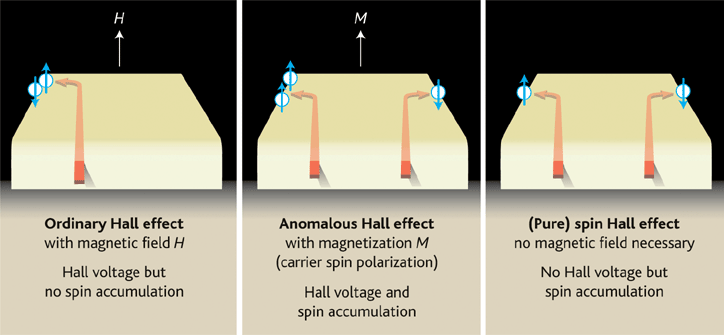 H
Ordinary Hall effect
with magnetic field H
Hall voltage but
no spin accumulation
M
Anomalous Hall effect
with magnetization M
(carrier spin polarization)
Hall voltage and
spin accumulation
(Pure) spin Hall effect
no magnetic field necessary
No Hall voltage but
spin accumulation